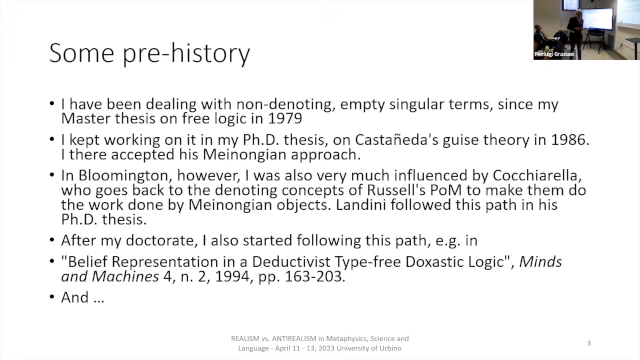 Pierluigi Graziani
Some pre-history
• I have been dealing with non-denoting, empty singular terms, since my
Master thesis on free logic in 1979
• I kept working on it in my Ph.D. thesis, on Castañeda's guise theory in 1986.
I there accepted his Meinongian approach.
• In Bloomington, however, I was also very much influenced by Cocchiarella,
who goes back to the denoting concepts of Russell's PoM to make them do
the work done by Meinongian objects. Landini followed this path in his
Ph.D. thesis.
• After my doctorate, I also started following this path, e.g. in
• "Belief Representation in a Deductivist Type-free Doxastic Logic", Minds
and Machines 4, n. 2, 1994, pp. 163-203.
• And …
REALISM vs. ANTIREALISM in Metaphysics, Science and
Language - April 11 - 13, 2023 University of Urbino
3